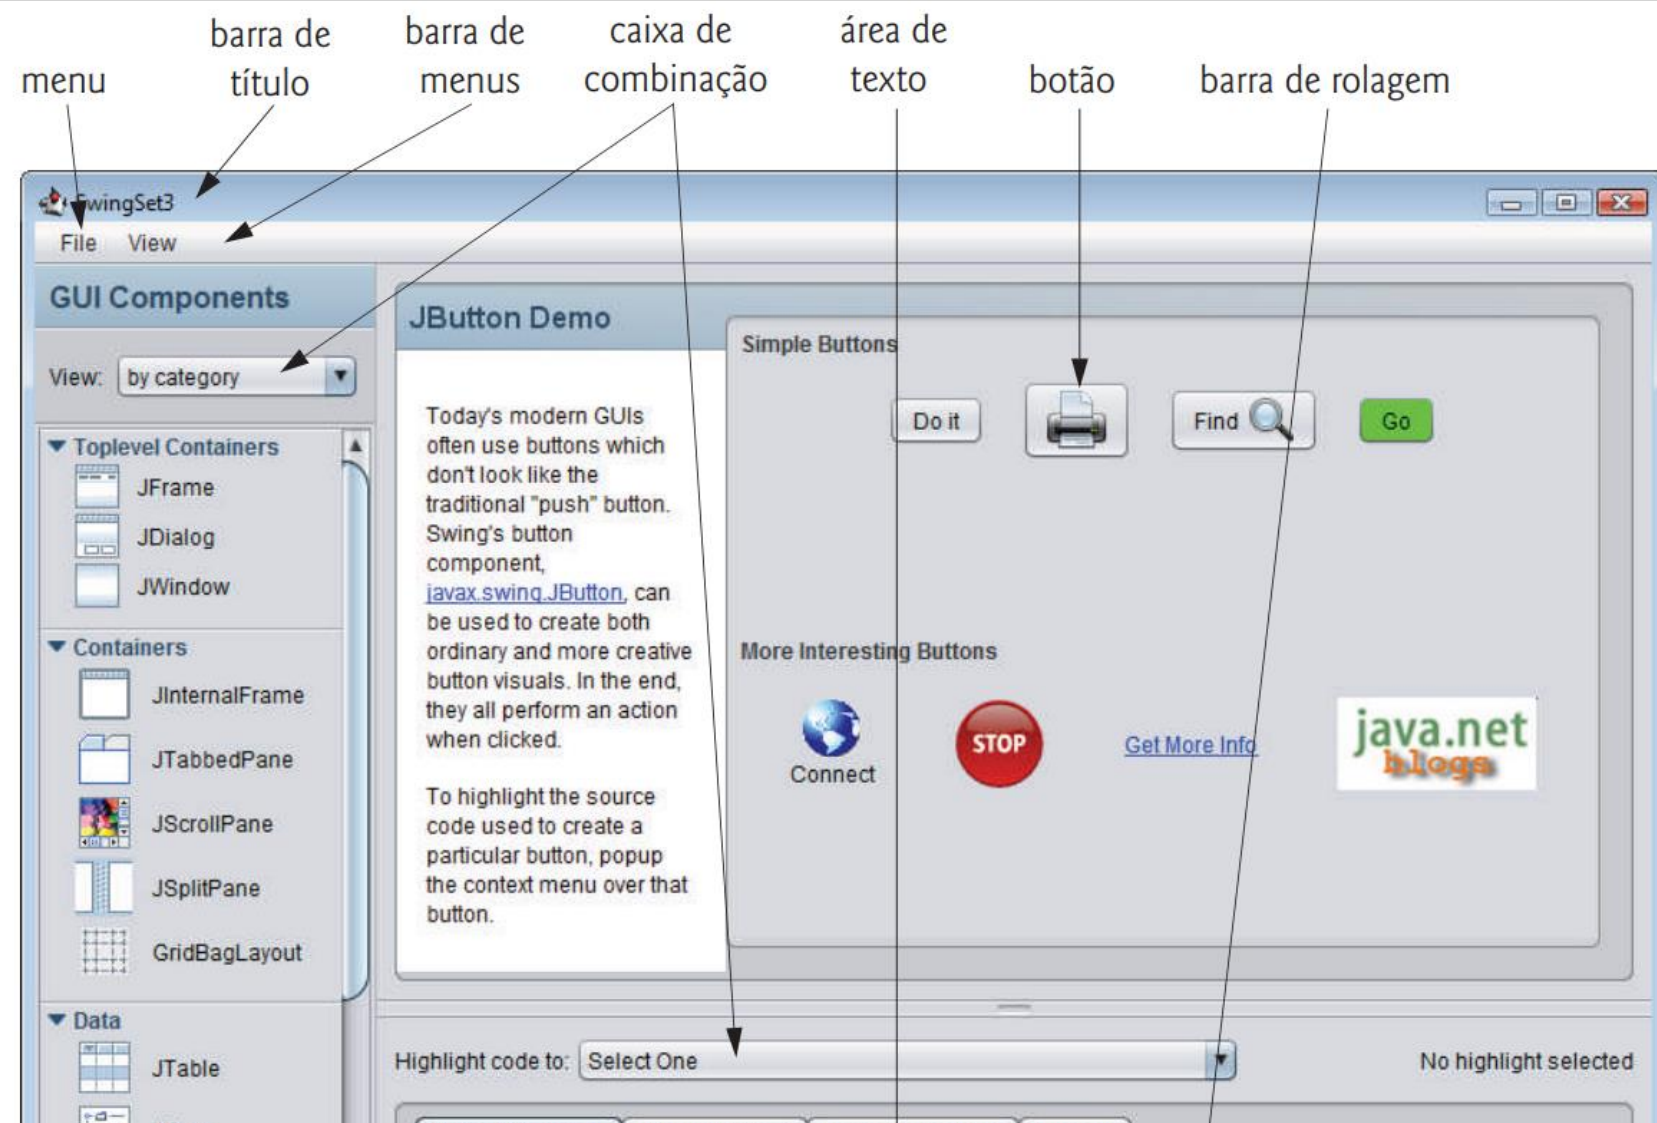 menu
barra de
título
barra de
menus
caixa de
combinação
área de
texto
botão
barra de rolagem
SwingSet3
File View
GUI Components
View: by category
Toplevel Containers
JFrame
JDialog
JWindow
Containers
JInternalFrame
JTabbedPane
JScrollPane
JSplitPane
GridBagLayout
Data
JTable
JButton Demo
Today's modern GUIs
often use buttons which
don't look like the
traditional "push" button.
Swing's button
component,
javax.swing.JButton, can
be used to create both
ordinary and more creative
button visuals. In the end,
they all perform an action
when clicked.
To highlight the source
code used to create a
particular button, popup
the context menu over that
button.
Simple Buttons
Do it
Find
Go
More Interesting Buttons
Connect
STOP
Get More Info
java.net
blogs
Highlight code to: Select One
No highlight selected